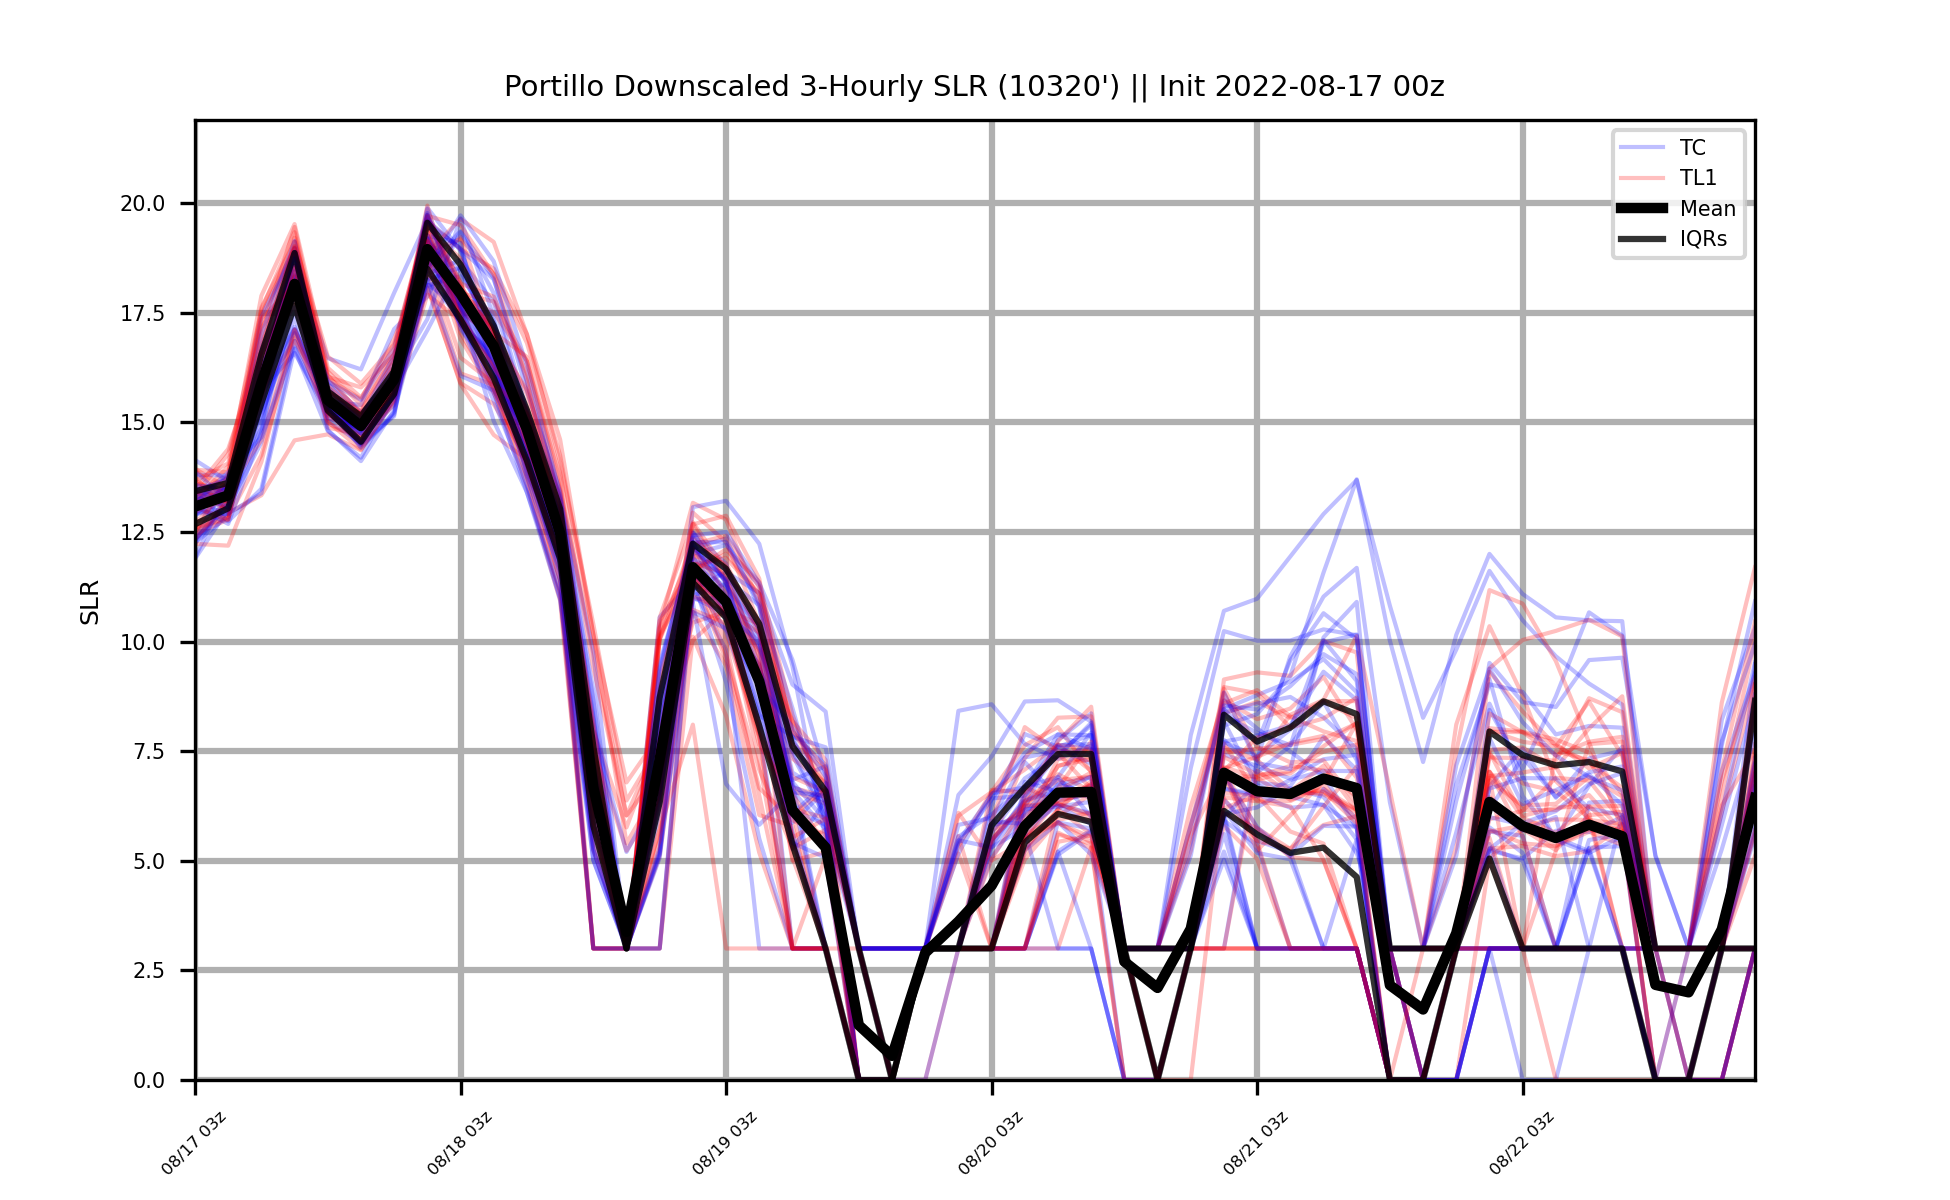 Portillo Downscaled 3-Hourly SLR (10320') || Init 2022-08-17 00z
TC
TL1
Mean
IQRs
SLR
20.0
17.5
15.0
12.5
10.0
7.5
5.0
2.5
0.0
08/17 03z
08/18 03z
08/19 03z
08/20 03z
08/21 03z
08/22 03z